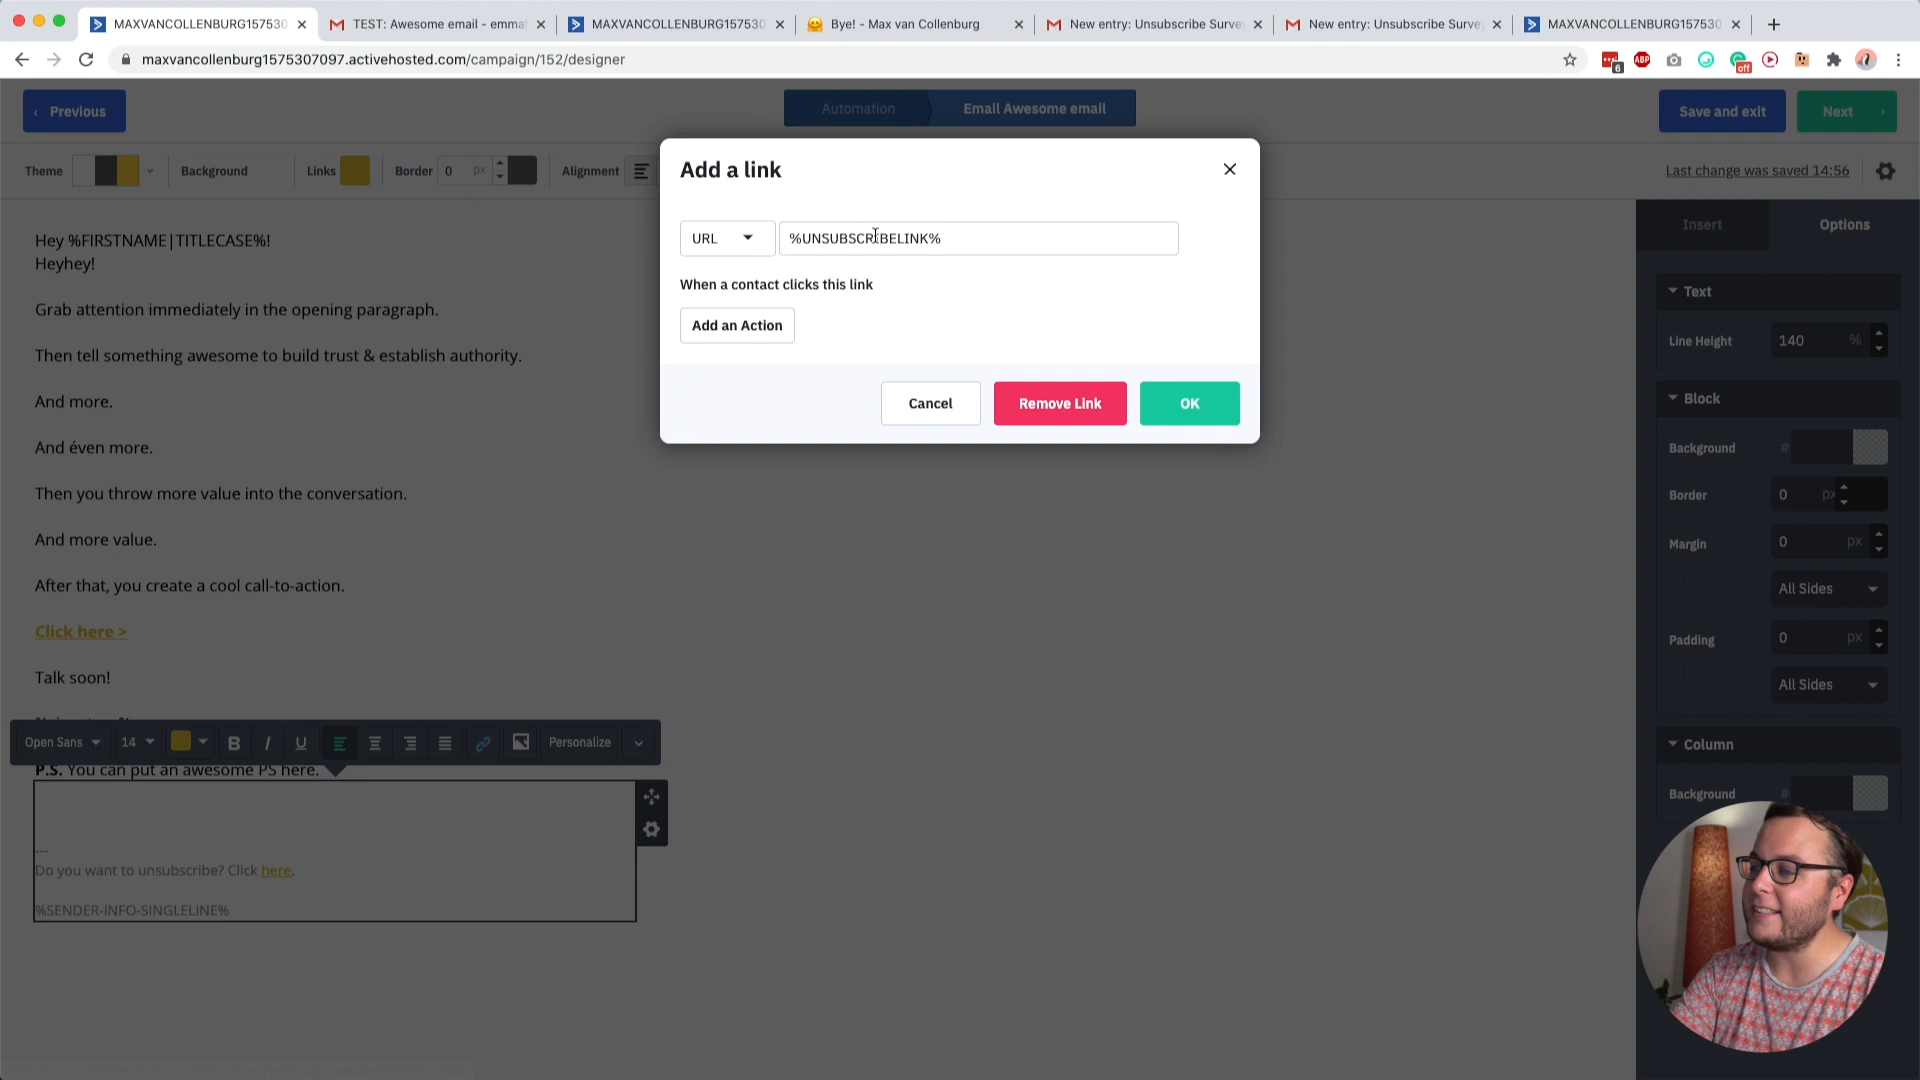 MAXVANCOLLENBURG157530
TEST: Awesome email - emma
MAXVANCOLLENBURG157530
Bye! - Max van Collenburg
New entry: Unsubscribe Surve
New entry: Unsubscribe Surve
MAXVANCOLLENBURG157530
maxvancollenburg1575307097.activehosted.com/campaign/152/designer
6
ABP
off
Previous
Automation
Email Awesome email
Save and exit
Next
Theme
Background
Links
Border
0
px
Alignment
Last change was saved 14:56
Add a link
URL
%UNSUBSCRIBELINK%
When a contact clicks this link
Add an Action
Cancel
Remove Link
OK
Hey %FIRSTNAME|TITLECASE%!
Heyhey!
Grab attention immediately in the opening paragraph.
Then tell something awesome to build trust & establish authority.
And more.
And éven more.
Then you throw more value into the conversation.
And more value.
After that, you create a cool call-to-action.
Click here >
Talk soon!
Open Sans
14
B
I
U
Personalize
P.S. You can put an awesome PS here.
---
Do you want to unsubscribe? Click here.
%SENDER-INFO-SINGLELINE%
Insert
Options
Text
Line Height
140
%
Block
Background
#
Border
0
px
Margin
0
px
All Sides
Padding
0
px
All Sides
Column
Background
#